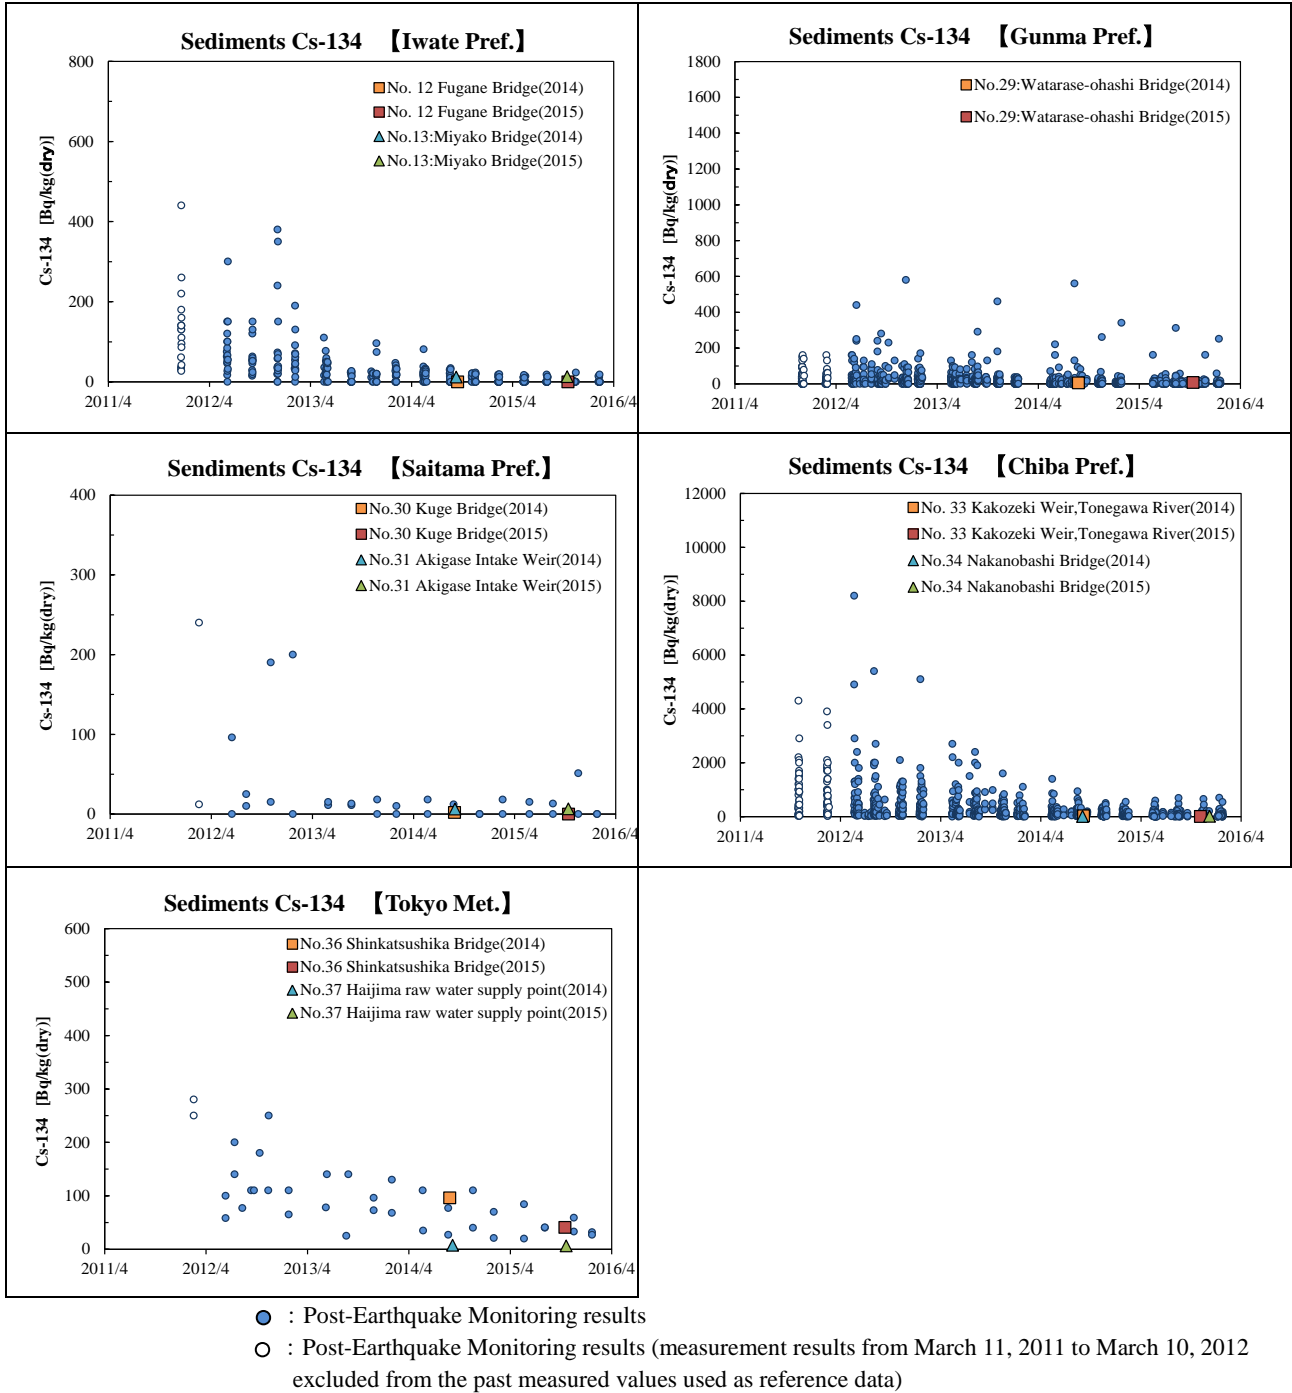 Sediments Cs-134 【Iwate Pref.】
800
600
400
200
0
Cs-134 [Bq/kg(dry)]
No. 12 Fugane Bridge(2014)
No. 12 Fugane Bridge(2015)
No.13:Miyako Bridge(2014)
No.13:Miyako Bridge(2015)
2011/4 2012/4 2013/4 2014/4 2015/4 2016/4
Sediments Cs-134 【Gunma Pref.】
1800
1600
1400
1200
1000
800
600
400
200
0
Cs-134 [Bq/kg(dry)]
No.29:Watarase-ohashi Bridge(2014)
No.29:Watarase-ohashi Bridge(2015)
2011/4 2012/4 2013/4 2014/4 2015/4 2016/4
Sendiments Cs-134 【Saitama Pref.】
400
300
200
100
0
Cs-134 [Bq/kg(dry)]
No.30 Kuge Bridge(2014)
No.30 Kuge Bridge(2015)
No.31 Akigase Intake Weir(2014)
No.31 Akigase Intake Weir(2015)
2011/4 2012/4 2013/4 2014/4 2015/4 2016/4
Sediments Cs-134 【Chiba Pref.】
12000
10000
8000
6000
4000
2000
0
Cs-134 [Bq/kg(dry)]
No. 33 Kakozeki Weir,Tonegawa River(2014)
No. 33 Kakozeki Weir,Tonegawa River(2015)
No.34 Nakanobashi Bridge(2014)
No.34 Nakanobashi Bridge(2015)
2011/4 2012/4 2013/4 2014/4 2015/4 2016/4
Sediments Cs-134 【Tokyo Met.】
600
500
400
300
200
100
0
Cs-134 [Bq/kg(dry)]
No.36 Shinkatsushika Bridge(2014)
No.36 Shinkatsushika Bridge(2015)
No.37 Haijima raw water supply point(2014)
No.37 Haijima raw water supply point(2015)
2011/4 2012/4 2013/4 2014/4 2015/4 2016/4
: Post-Earthquake Monitoring results
: Post-Earthquake Monitoring results (measurement results from March 11, 2011 to March 10, 2012
excluded from the past measured values used as reference data)